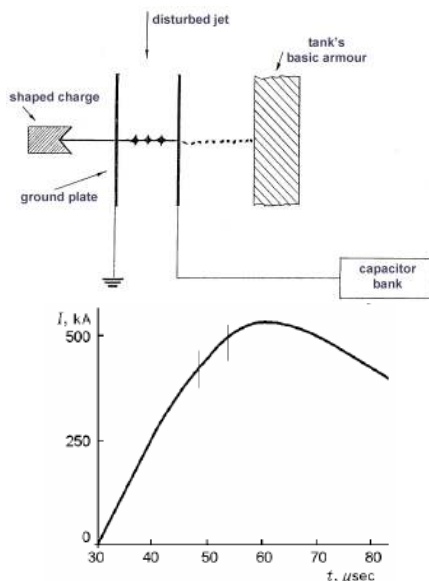 disturbed jet
tank's
basic armour
shaped charge
ground plate
capacitor
bank
I, kA
500
250
0
30 40 50 60 70 80
t, μsec